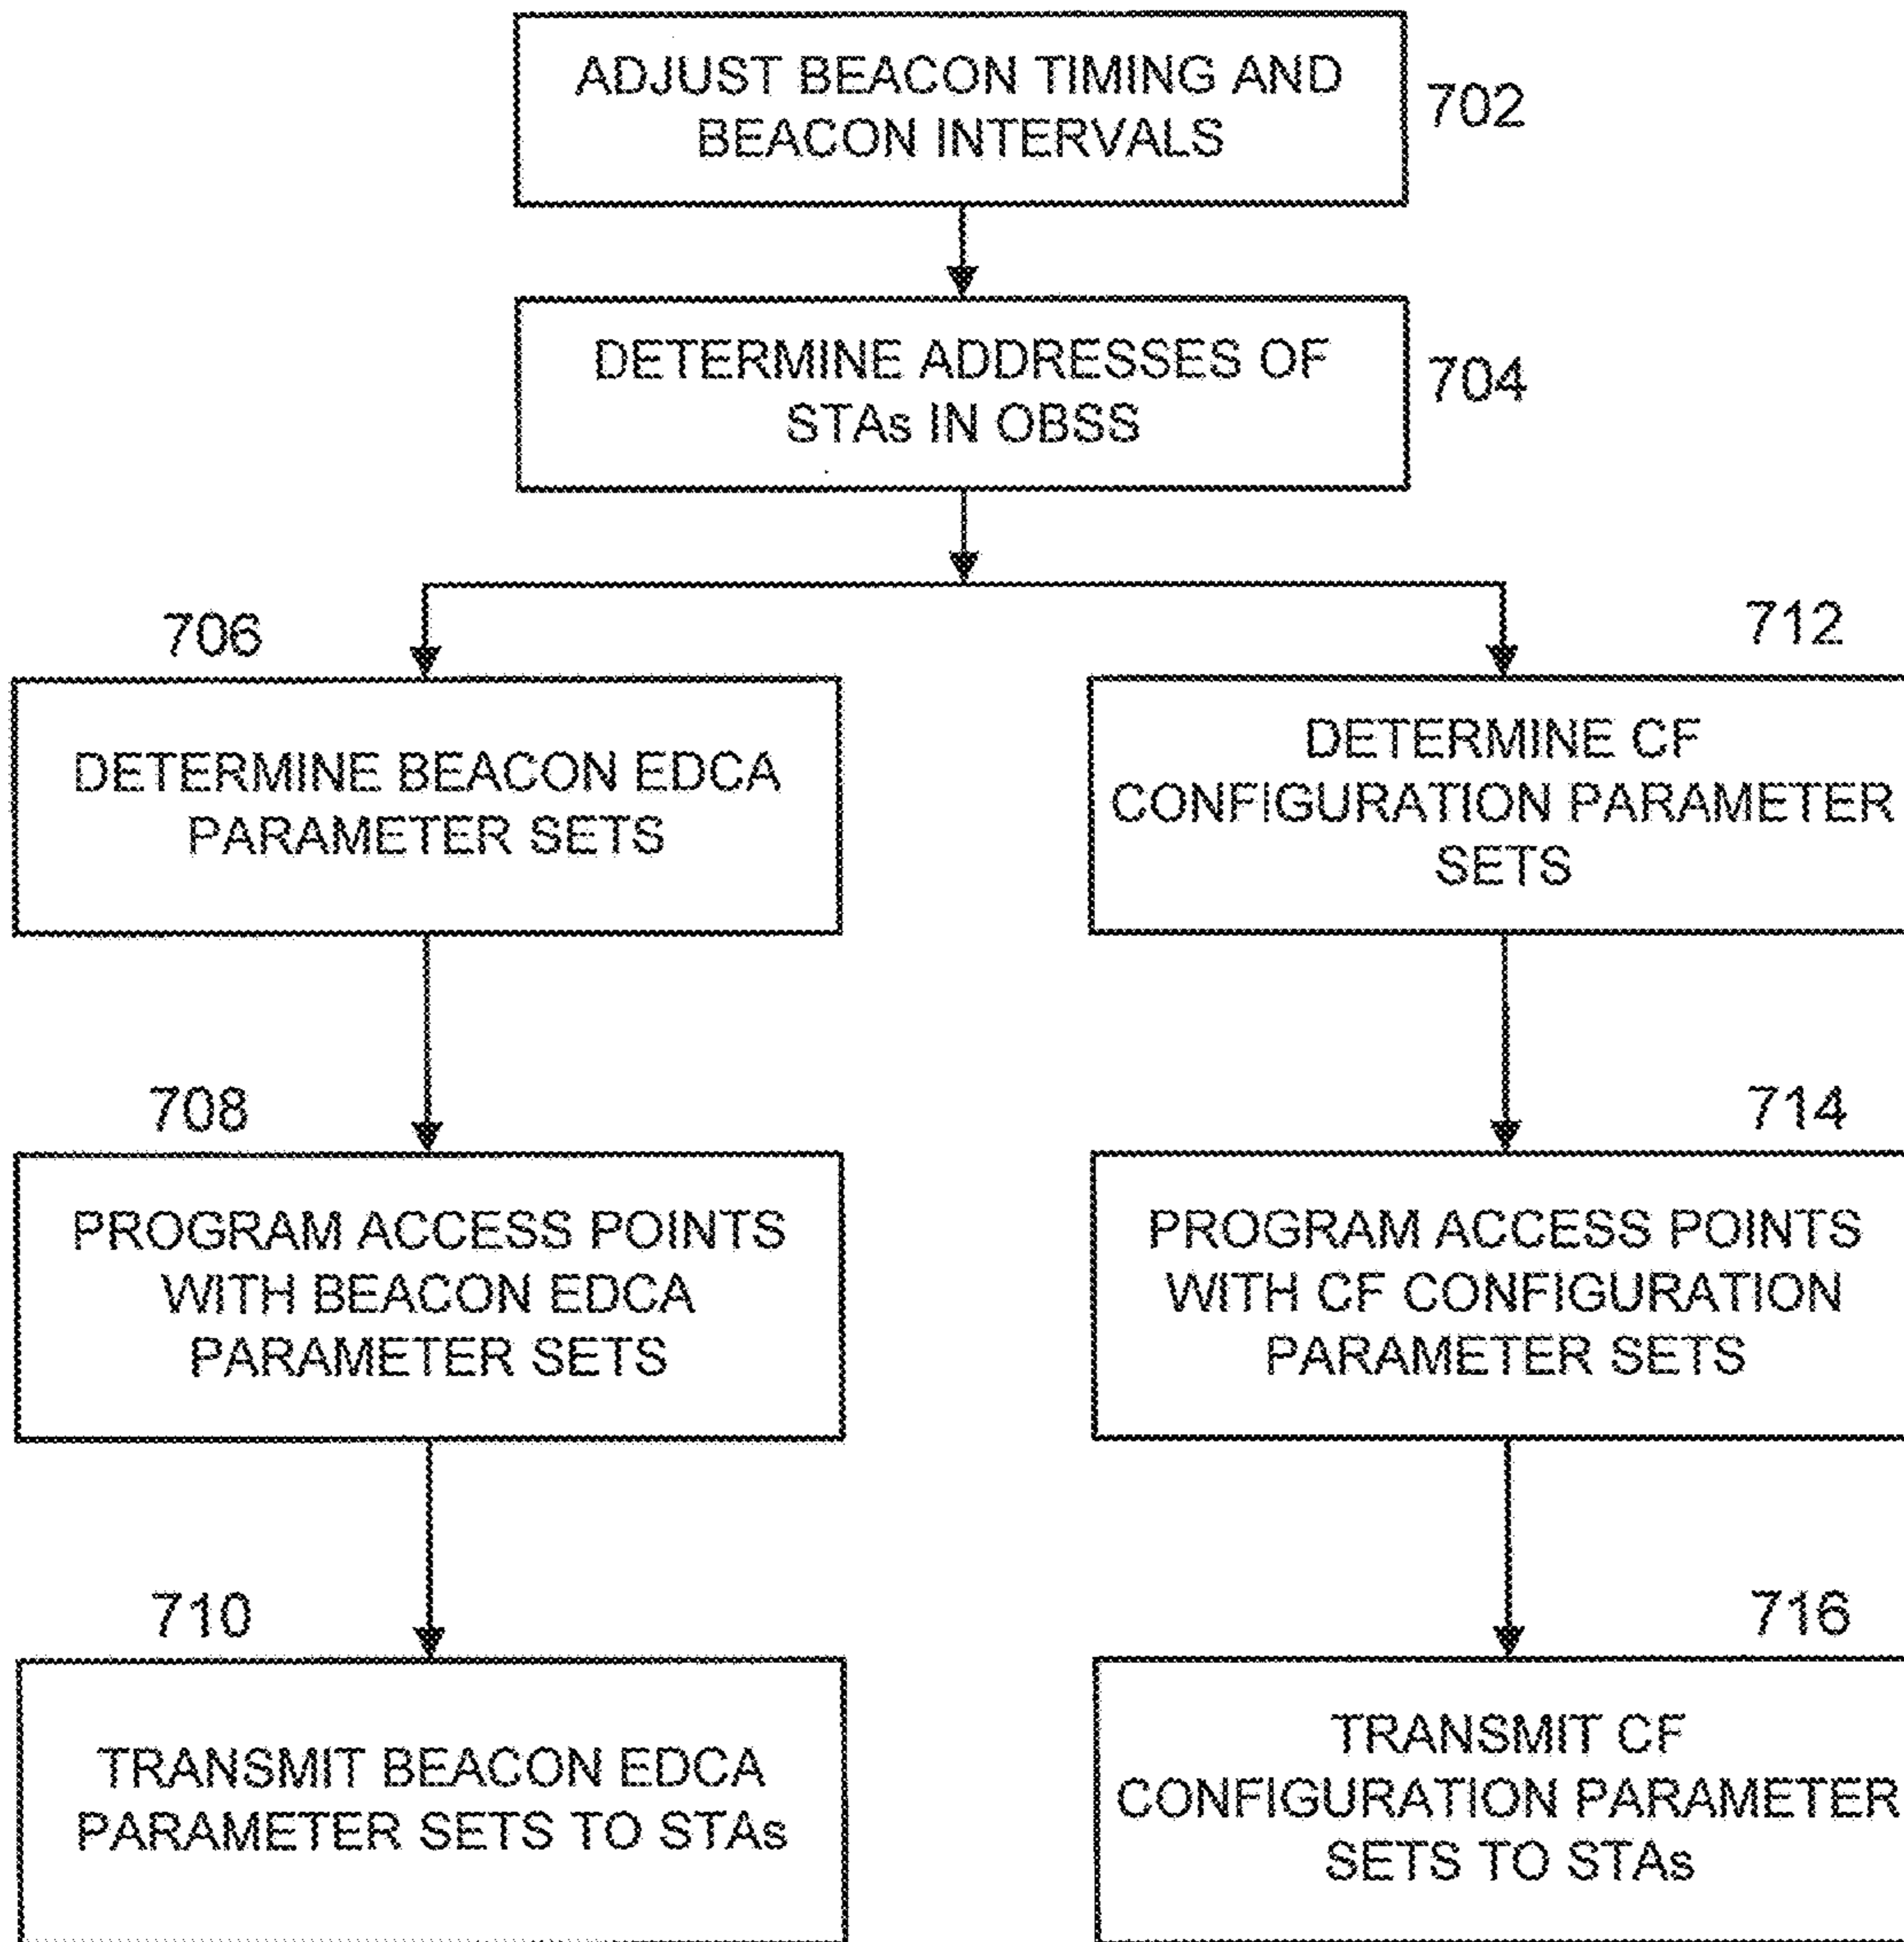 ADJUST BEACON TIMING AND
BEACON INTERVALS
702
DETERMINE ADDRESSES OF
STAs IN OBSS
704
706
DETERMINE BEACON EDCA
PARAMETER SETS
708
PROGRAM ACCESS POINTS
WITH BEACON EDCA
PARAMETER SETS
710
TRANSMIT BEACON EDCA
PARAMETER SETS TO STAs
712
DETERMINE CF
CONFIGURATION PARAMETER
SETS
714
PROGRAM ACCESS POINTS
WITH CF CONFIGURATION
PARAMETER SETS
716
TRANSMIT CF
CONFIGURATION PARAMETER
SETS TO STAs